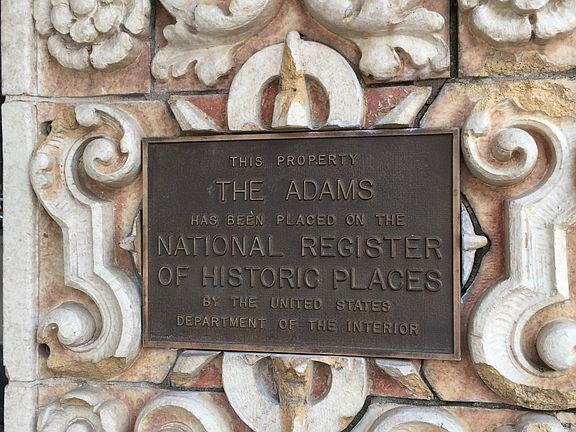 THIS PROPERTY
THE ADAMS
HAS BEEN PLACED ON THE
NATIONAL REGISTER
OF HISTORIC PLACES
BY THE UNITED STATES
DEPARTMENT OF THE INTERIOR